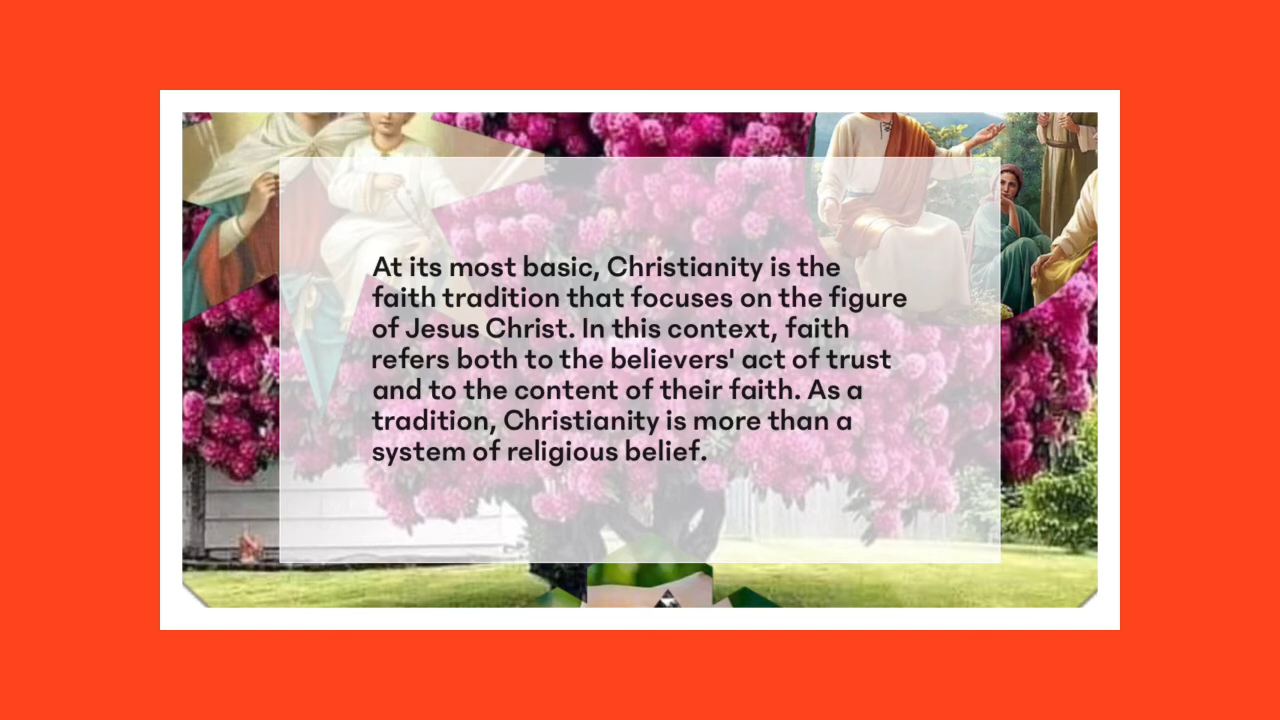 At its most basic, Christianity is the
faith tradition that focuses on the figure
of Jesus Christ. In this context, faith
refers both to the believers' act of trust
and to the content of their faith. As a
tradition, Christianity is more than a
system of religious belief.